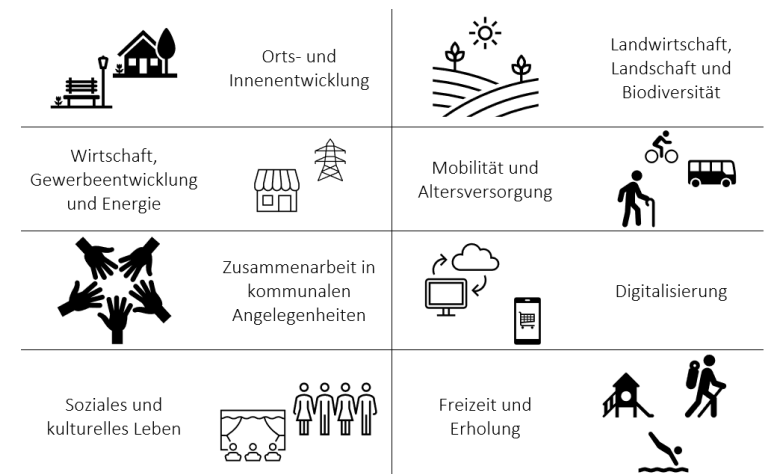 Orts- und
Innenentwicklung
Landwirtschaft,
Landschaft und
Biodiversität
Wirtschaft,
Gewerbeentwicklung
und Energie
Mobilität und
Altersversorgung
Zusammenarbeit in
kommunalen
Angelegenheiten
Digitalisierung
Soziales und
kulturelles Leben
Freizeit und
Erholung